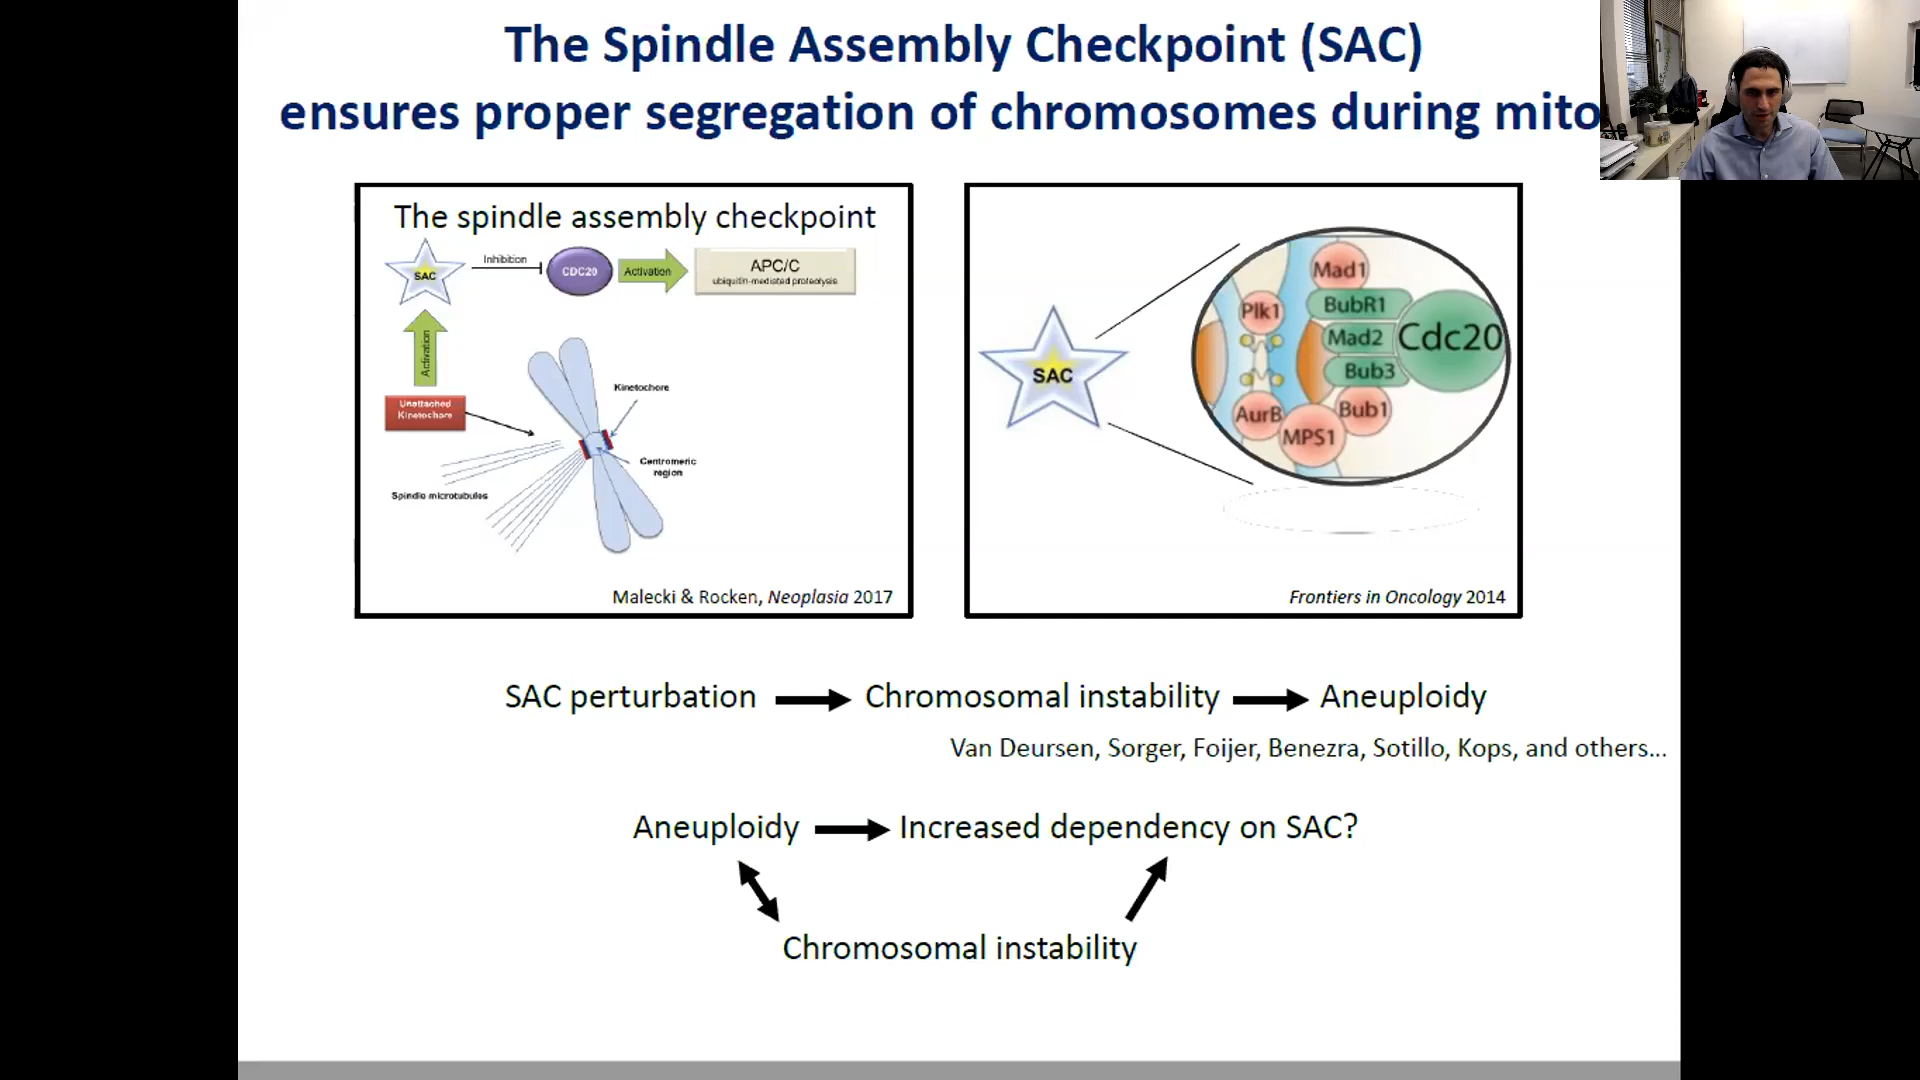 The Spindle Assembly Checkpoint (SAC)
ensures proper segregation of chromosomes during mito
The spindle assembly checkpoint
SAC
Inhibition
CDC20
Activation
APC/C
ubiquitin-mediated proteolysis
Activation
Unattached
Kinetochore
Kinetochore
Centromeric
region
Spindle microtubules
Malecki & Rocken, Neoplasia 2017
SAC
Mad1
Plk1
BubR1
Mad2
Cdc20
Bub3
AurB
Bub1
MPS1
Frontiers in Oncology 2014
SAC perturbation
Chromosomal instability
Aneuploidy
Van Deursen, Sorger, Foijer, Benezra, Sotillo, Kops, and others...
Aneuploidy
Increased dependency on SAC?
Chromosomal instability